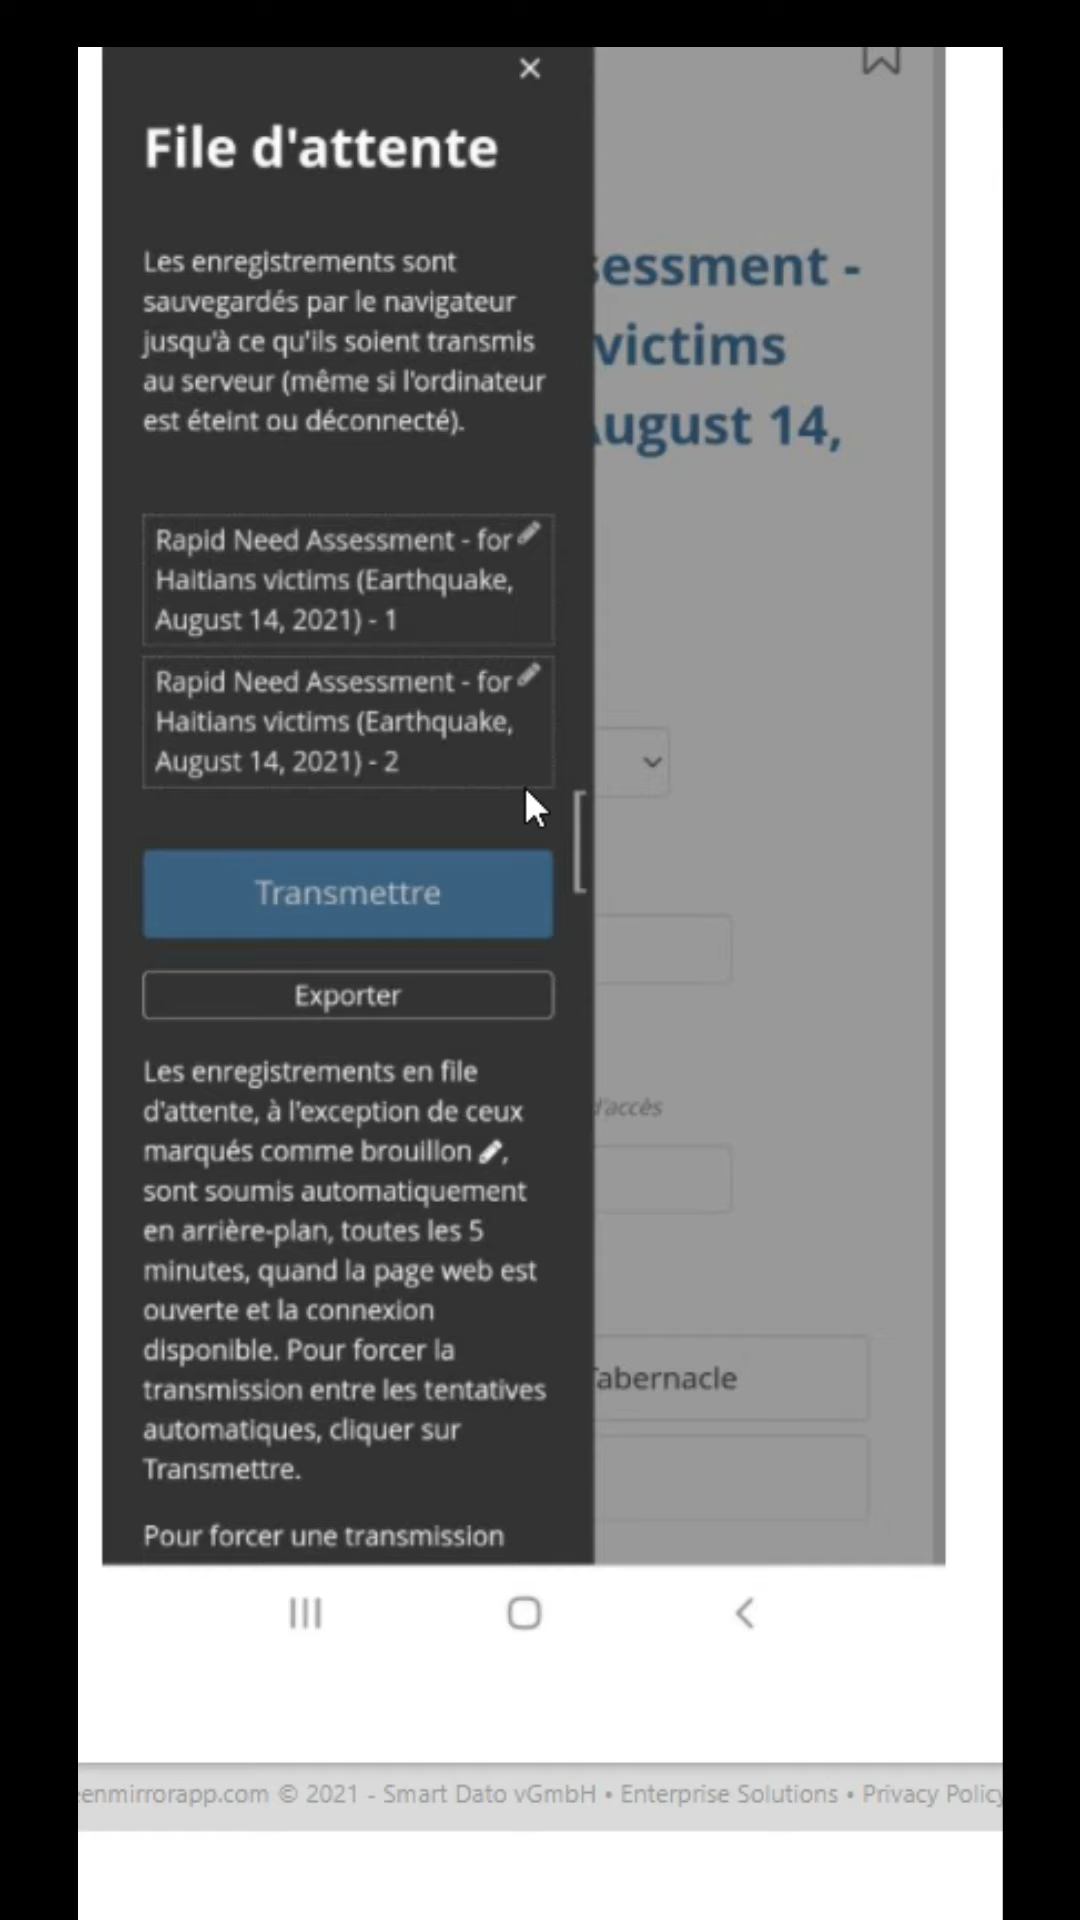 ×
File d'attente
Les enregistrements sont
sauvegardés par le navigateur
jusqu'à ce qu'ils soient transmis
au serveur (même si l'ordinateur
est éteint ou déconnecté).
Rapid Need Assessment - for
Haitians victims (Earthquake,
August 14, 2021) - 1
Rapid Need Assessment - for
Haitians victims (Earthquake,
August 14, 2021) - 2
Transmettre
Exporter
Les enregistrements en file
d'attente, à l'exception de ceux
marqués comme brouillon ,
sont soumis automatiquement
en arrière-plan, toutes les 5
minutes, quand la page web est
ouverte et la connexion
disponible. Pour forcer la
transmission entre les tentatives
automatiques, cliquer sur
Transmettre.
Pour forcer une transmission
sessment -
victims
August 14,
d'accès
Tabernacle
enmirrorapp.com © 2021 - Smart Dato vGmbH • Enterprise Solutions • Privacy Policy